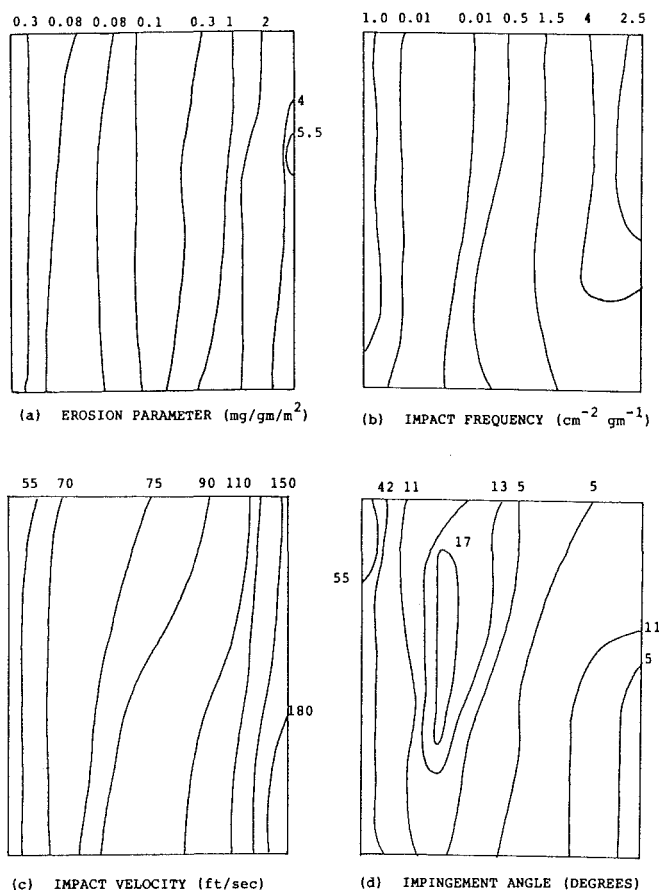 0.3 0.08 0.08 0.1 0.3 1 2
4
5.5
(a) EROSION PARAMETER (mg/gm/m²)
1.0 0.01 0.01 0.5 1.5 4 2.5
(b) IMPACT FREQUENCY (cm⁻² gm⁻¹)
55 70 75 90 110 150
180
(c) IMPACT VELOCITY (ft/sec)
42 11 13 5 5
17
55
11
5
(d) IMPINGEMENT ANGLE (DEGREES)